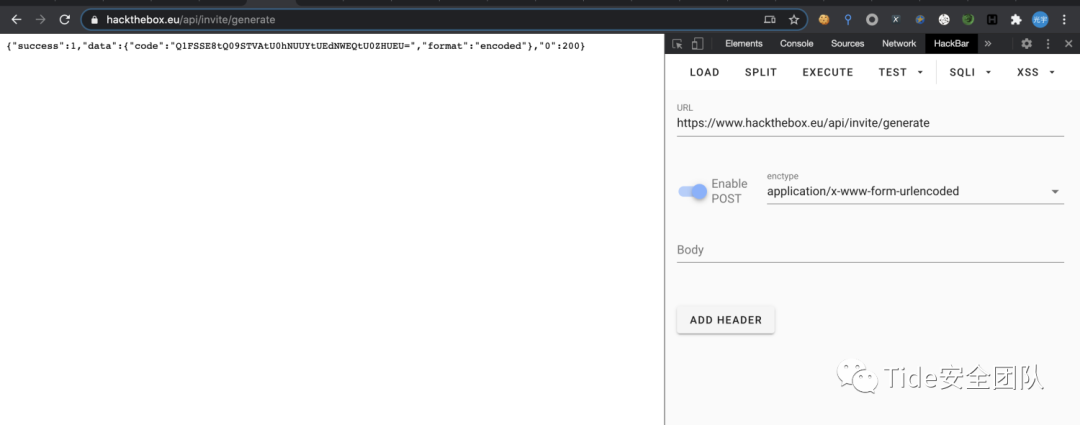 hackthebox.eu/api/invite/generate
光宇
{"success":1,"data":{"code":"Q1FSSE8tQ09STVAtU0hNUUYtUEdNWEQtU0ZHUEU=","format":"encoded"},"0":200}
Elements Console Sources Network HackBar »
LOAD SPLIT EXECUTE TEST SQLI XSS
URL
https://www.hackthebox.eu/api/invite/generate
Enable
POST
enctype
application/x-www-form-urlencoded
Body
ADD HEADER
Tide安全团队